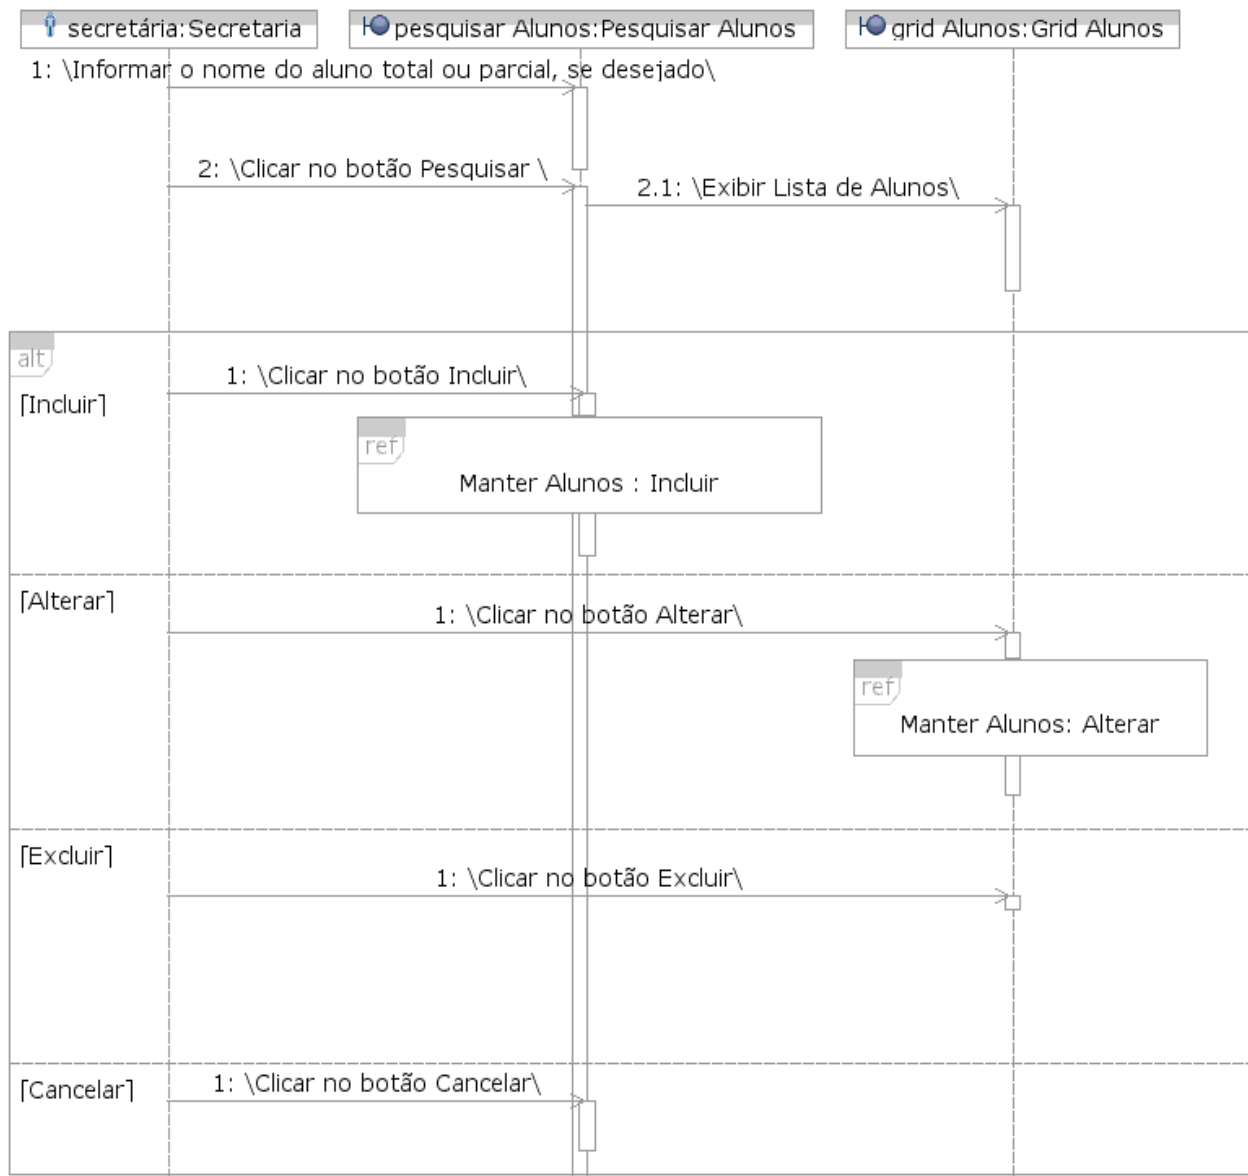 secretária:Secretaria
pesquisar Alunos:Pesquisar Alunos
grid Alunos:Grid Alunos
1: \Informar o nome do aluno total ou parcial, se desejado\
2: \Clicar no botão Pesquisar \
2.1: \Exibir Lista de Alunos\
alt
1: \Clicar no botão Incluir\
[Incluir]
ref
Manter Alunos : Incluir
[Alterar]
1: \Clicar no botão Alterar\
ref
Manter Alunos: Alterar
[Excluir]
1: \Clicar no botão Excluir\
1: \Clicar no botão Cancelar\
[Cancelar]